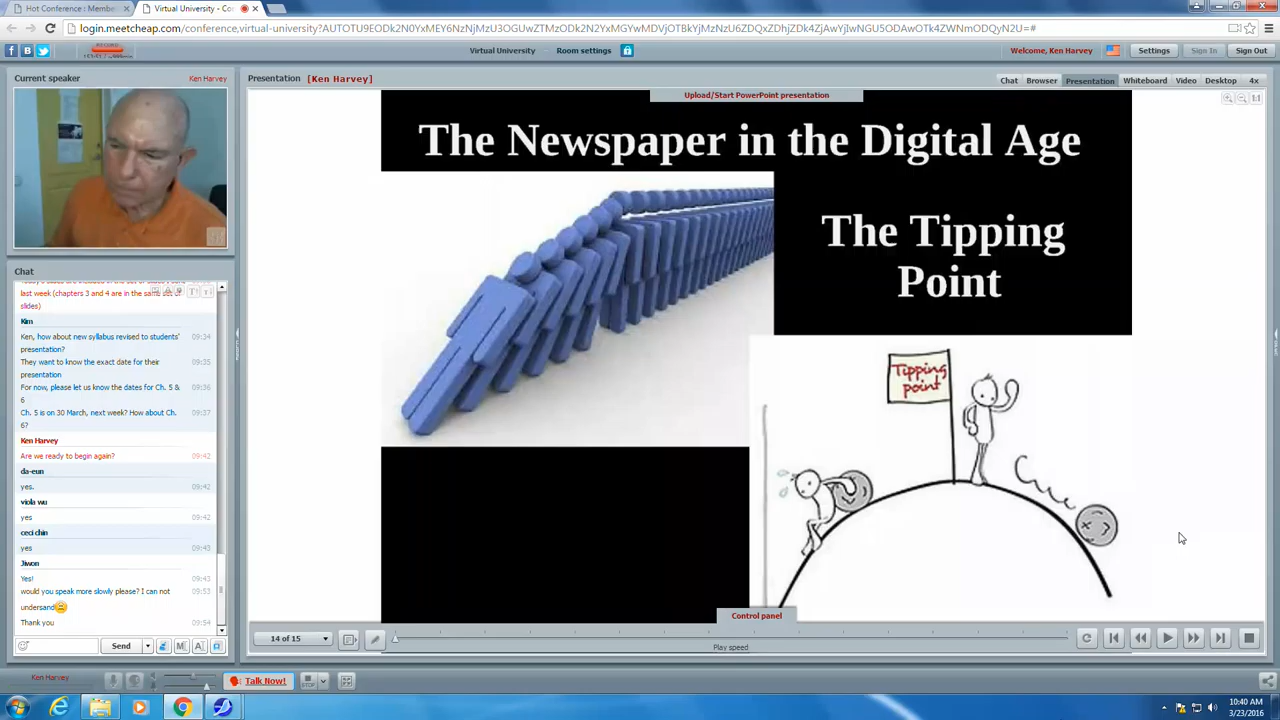 Hot Conference : Membe
Virtual University - Co
login.meetcheap.com/conference,virtual-university?
RECORD
Virtual University
Room settings
Welcome, Ken Harvey
Settings
Sign In
Sign Out
Current speaker
Ken Harvey
Presentation
[Ken Harvey]
Chat
Browser
Presentation
Whiteboard
Video
Desktop
4x
Upload/Start PowerPoint presentation
1:1
The Newspaper in the Digital Age
The Tipping
Point
Tipping
point
Chat
last week (chapters 3 and 4 are in the same set of
slides)
Kim
Ken, how about new syllabus revised to students'
presentation?
09:34
They want to know the exact date for their
presentation
09:35
For now, please let us know the dates for Ch. 5 &
6
09:36
Ch. 5 is on 30 March, next week? How about Ch.
6?
09:37
Ken Harvey
Are we ready to begin again?
09:42
da-eun
yes.
09:42
viola wu
yes
09:42
ceci chin
yes
09:43
Jiwon
Yes!
09:43
would you speak more slowly please? I can not
undersand
09:53
Thank you
09:54
Send
Control panel
14 of 15
Play speed
Ken Harvey
Talk Now!
10:40 AM
3/23/2016